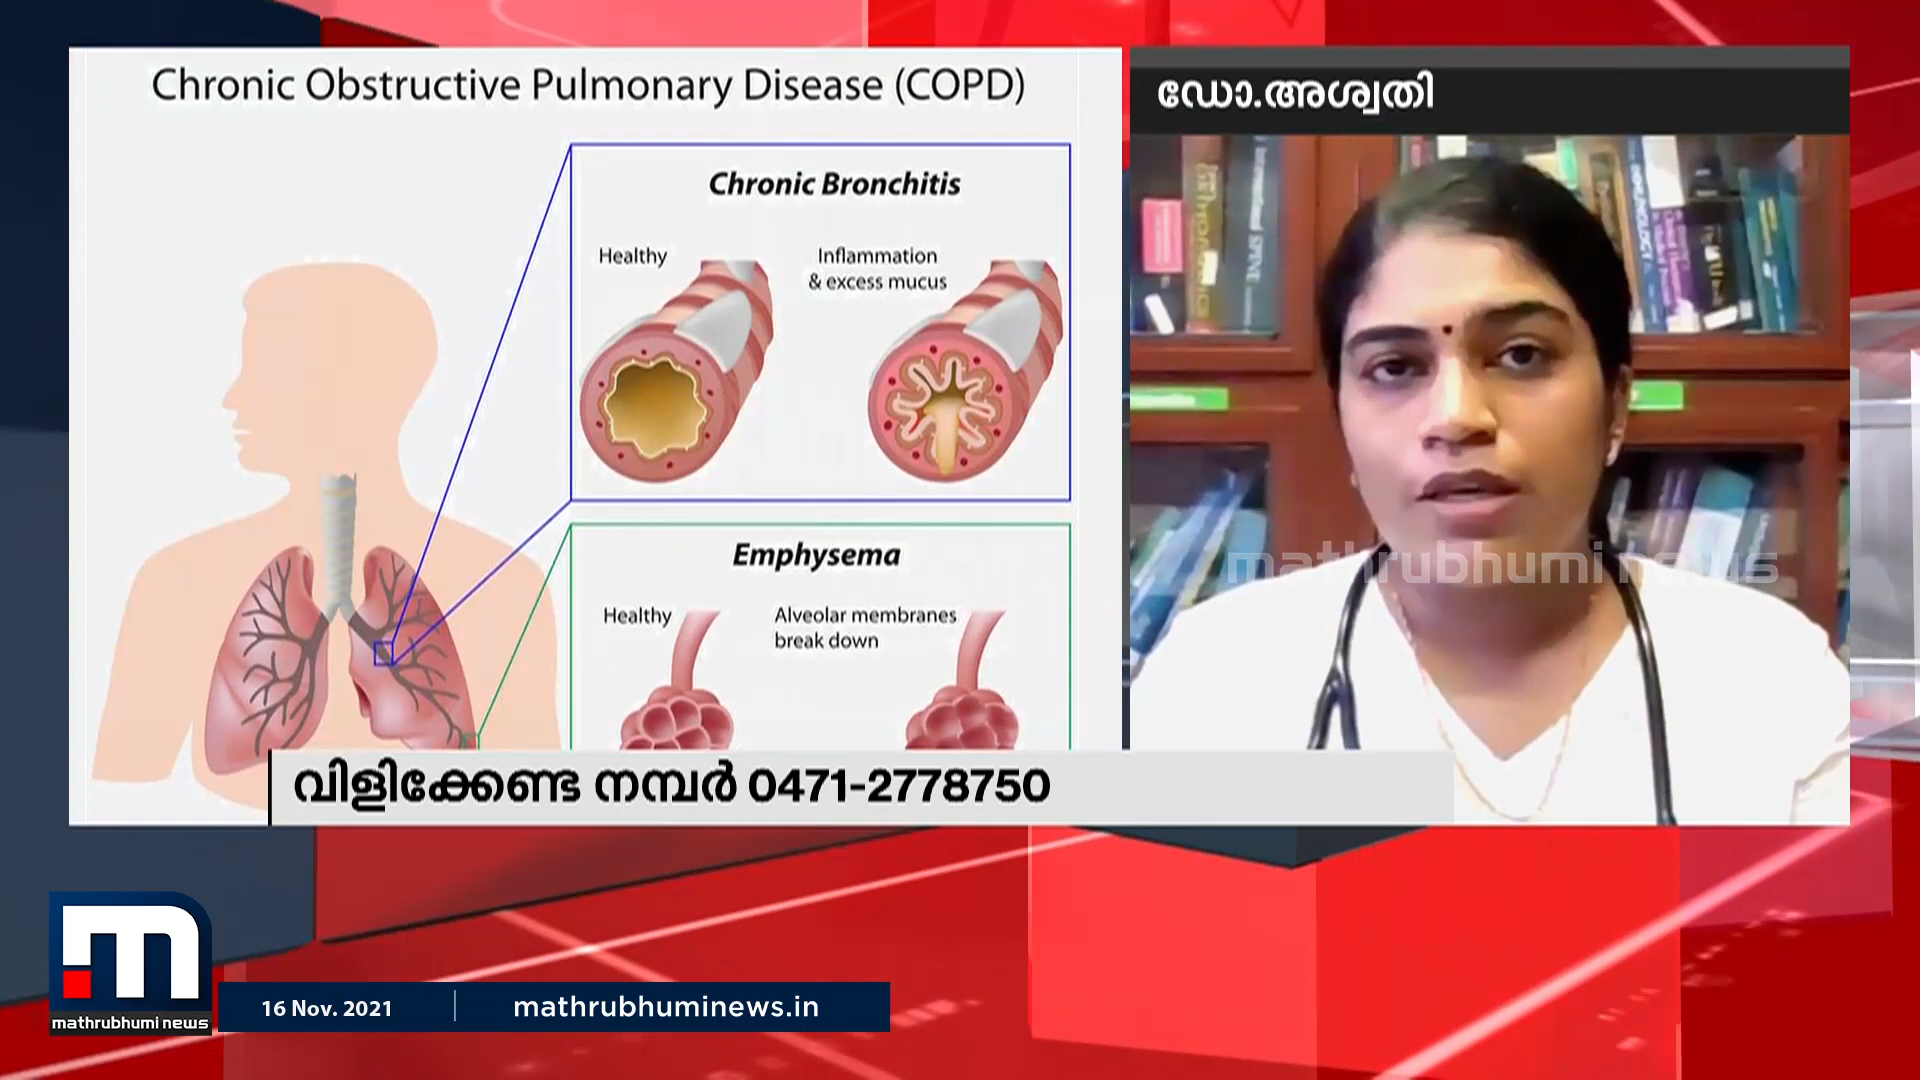 Chronic Obstructive Pulmonary Disease (COPD)
Chronic Bronchitis
Healthy
Inflammation
& excess mucus
Emphysema
Healthy
Alveolar membranes
break down
ഡോ.അശ്വതി
mathrubhumi news
വിളിക്കേണ്ട നമ്പർ 0471-2778750
mathrubhumi news
16 Nov. 2021
mathrubhuminews.in